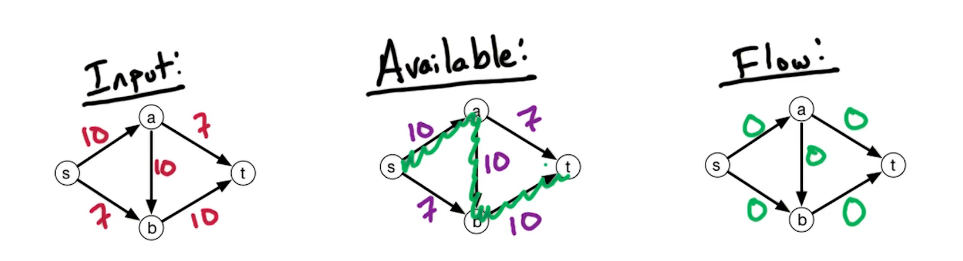 Input: Available: Flow:
10 a 7
s 10 t
7 b 10
10 a 7
s 10 t
7 b 10
0 a 0
s 0 t
0 b 0